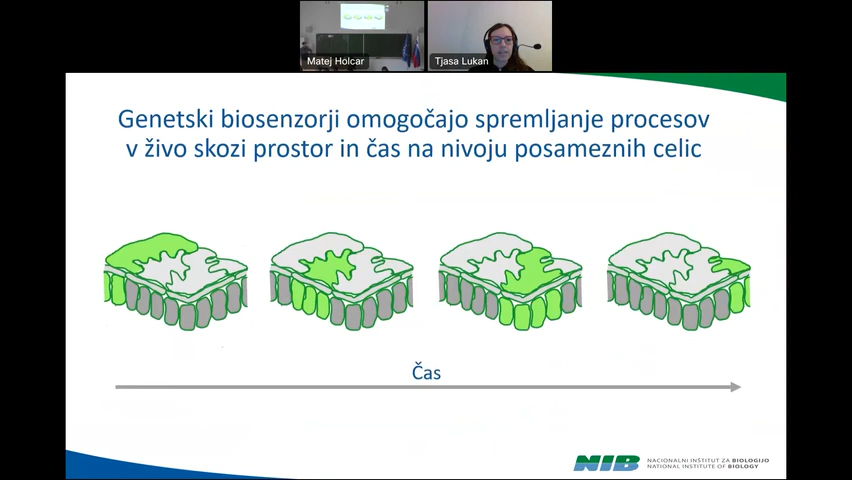 Matej Holcar
Tjasa Lukan
Genetski biosenzorji omogočajo spremljanje procesov
v živo skozi prostor in čas na nivoju posameznih celic
Čas
NIB
NACIONALNI INŠTITUT ZA BIOLOGIJO
NATIONAL INSTITUTE OF BIOLOGY